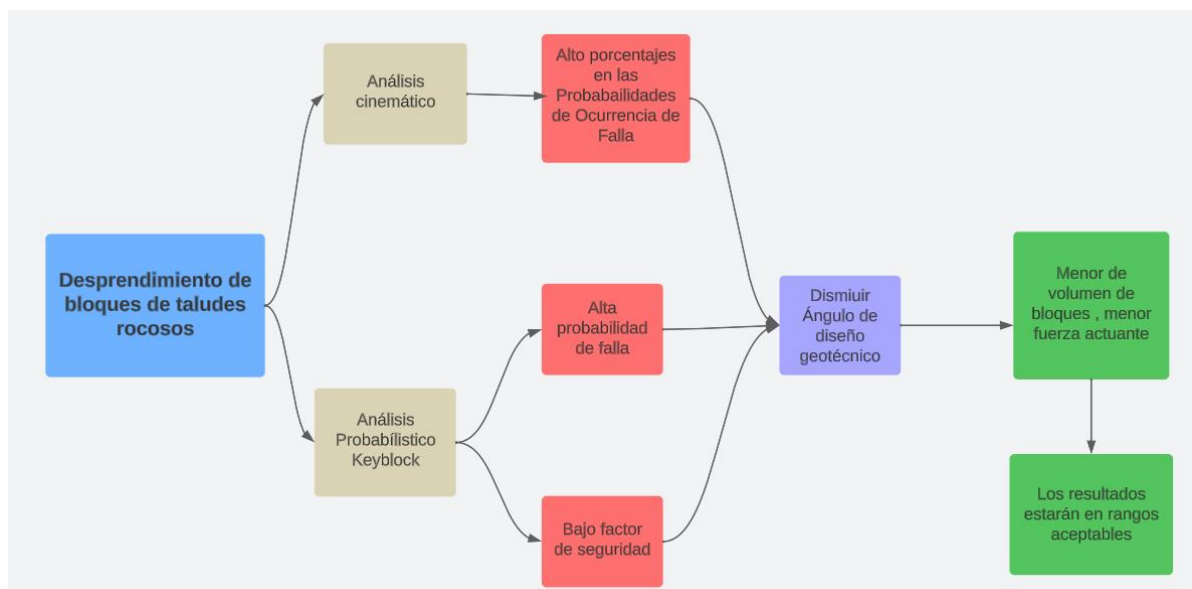 Desprendimiento de
bloques de taludes
rocosos
Análisis
cinemático
Alto porcentajes
en las
Probabailidades
de Ocurrencia de
Falla
Análisis
Probabílistico
Keyblock
Alta
probabilidad
de falla
Bajo factor
de seguridad
Dismiuir
Ángulo de
diseño
geotécnico
Menor de
volumen de
bloques , menor
fuerza actuante
Los resultados
estarán en rangos
aceptables